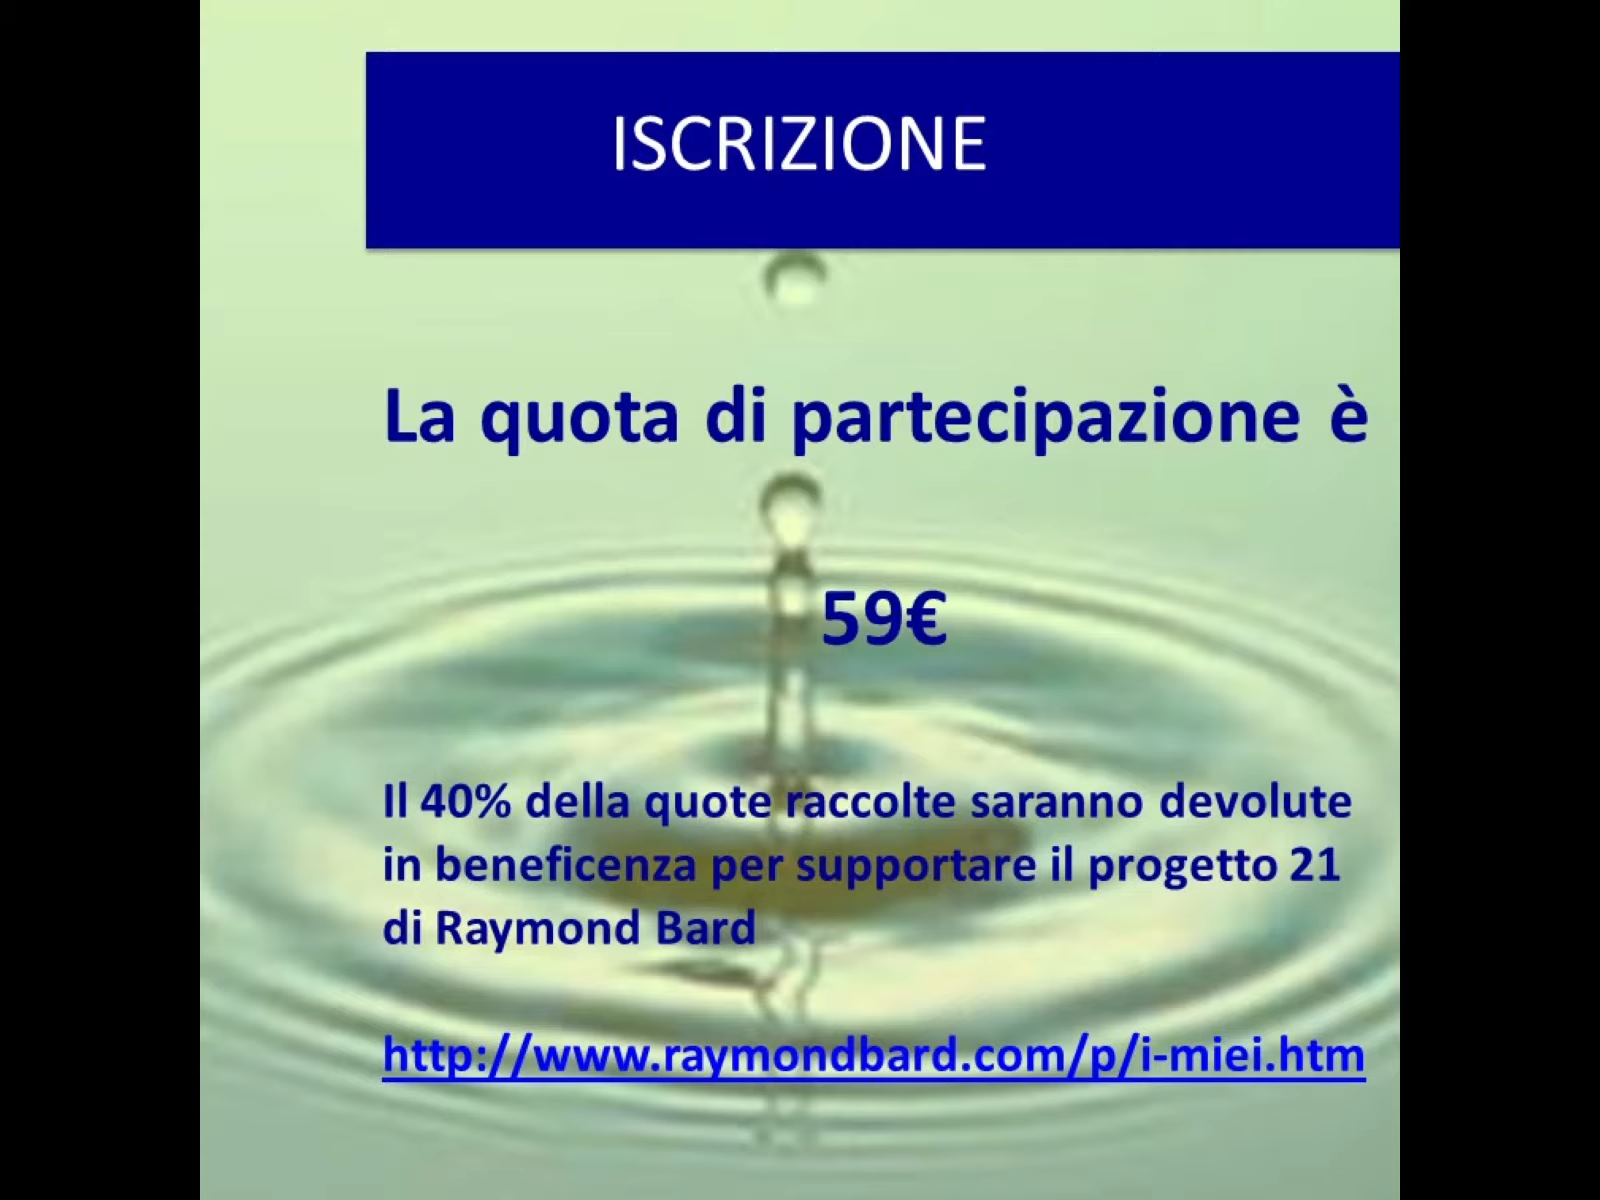 ISCRIZIONE
La quota di partecipazione è
59€
Il 40% della quote raccolte saranno devolute
in beneficenza per supportare il progetto 21
di Raymond Bard
http://www.raymondbard.com/p/i-miei.htm